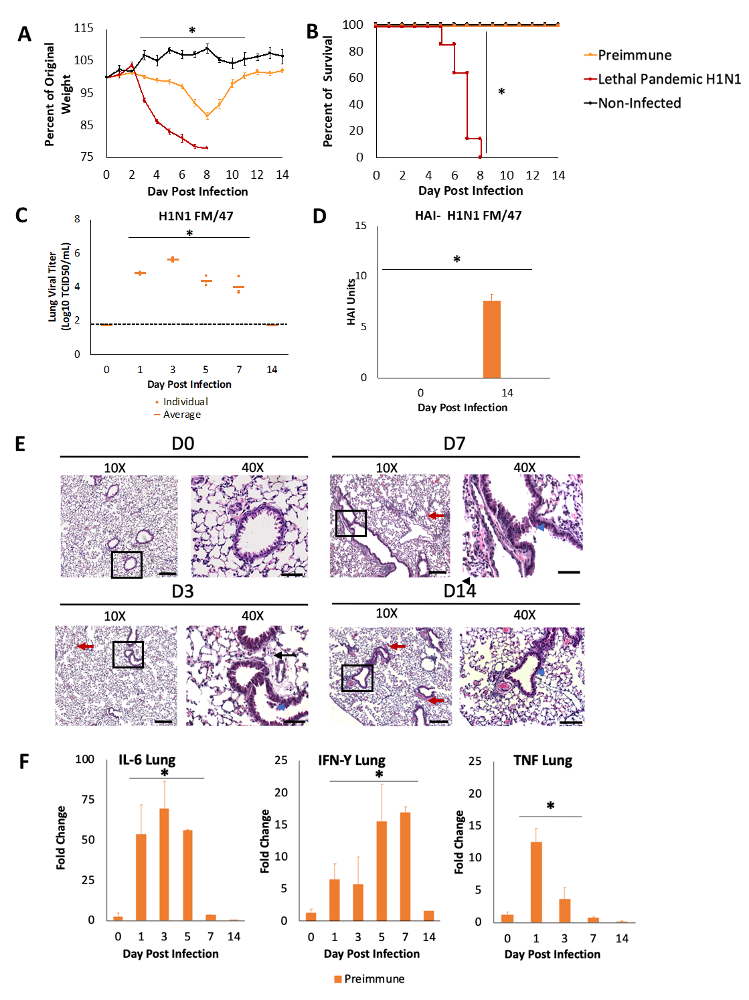 A
115
105
95
85
75
Percent of Original
Weight
*
0 2 4 6 8 10 12 14
Day Post Infection
B
100
80
60
40
20
0
Percent of Survival
*
0 2 4 6 8 10 12 14
Day Post Infection
Preimmune
Lethal Pandemic H1N1
Non-Infected
C
H1N1 FM/47
8
6
4
2
0
Lung Viral Titer
(Log10 TCID50/mL)
*
0 1 3 5 7 14
Day Post Infection
Individual
Average
D
HAI- H1N1 FM/47
15
10
5
0
HAI Units
*
0 14
Day Post Infection
E
D0
10X 40X
D7
10X 40X
D3
10X 40X
D14
10X 40X
F
IL-6 Lung
*
100
75
50
25
0
Fold Change
0 1 3 5 7 14
Day Post Infection
IFN-Y Lung
*
25
20
15
10
5
0
Fold Change
0 1 3 5 7 14
Day Post Infection
TNF Lung
*
25
20
15
10
5
0
Fold Change
0 1 3 7 14
Day Post Infection
Preimmune